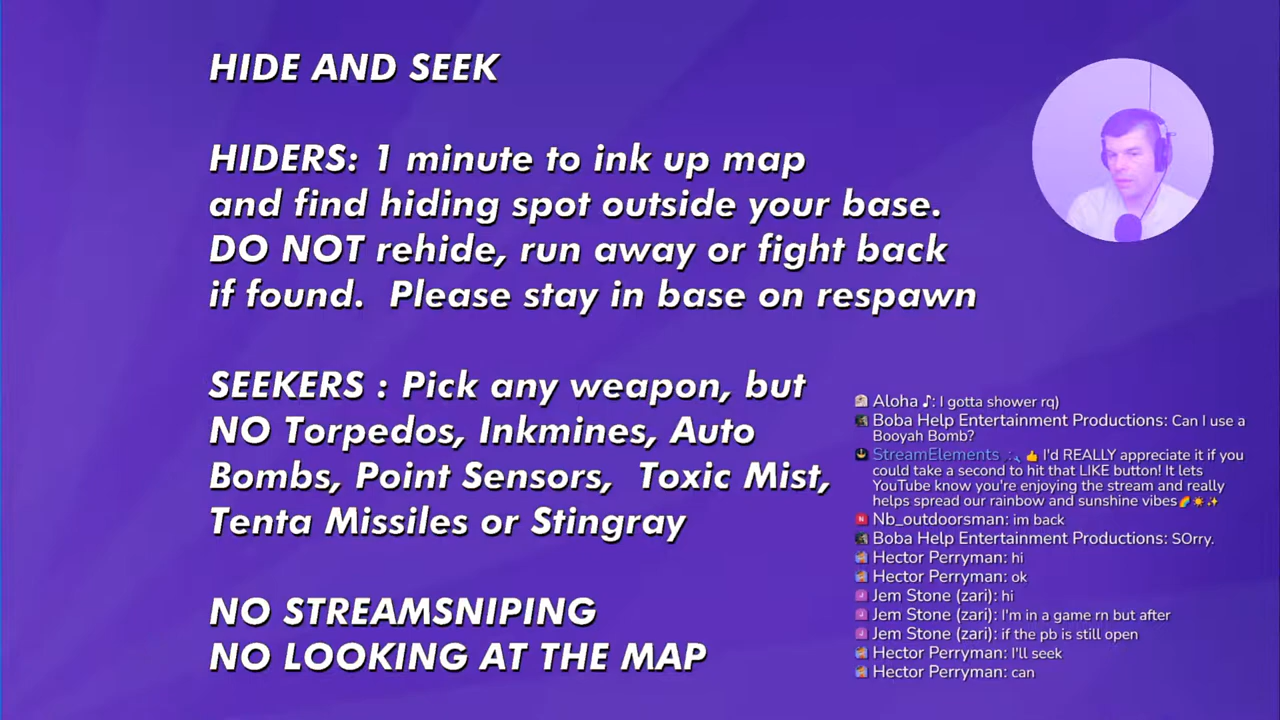 HIDE AND SEEK
HIDERS: 1 minute to ink up map
and find hiding spot outside your base.
DO NOT rehide, run away or fight back
if found.  Please stay in base on respawn
SEEKERS : Pick any weapon, but
NO Torpedos, Inkmines, Auto
Bombs, Point Sensors,  Toxic Mist,
Tenta Missiles or Stingray
NO STREAMSNIPING
NO LOOKING AT THE MAP
Aloha ♪: I gotta shower rq)
Boba Help Entertainment Productions: Can I use a
Booyah Bomb?
StreamElements : 👍 I'd REALLY appreciate it if you
could take a second to hit that LIKE button! It lets
YouTube know you're enjoying the stream and really
helps spread our rainbow and sunshine vibes🌈☀️✨
Nb_outdoorsman: im back
Boba Help Entertainment Productions: SOrry.
Hector Perryman: hi
Hector Perryman: ok
Jem Stone (zari): hi
Jem Stone (zari): I'm in a game rn but after
Jem Stone (zari): if the pb is still open
Hector Perryman: I'll seek
Hector Perryman: can